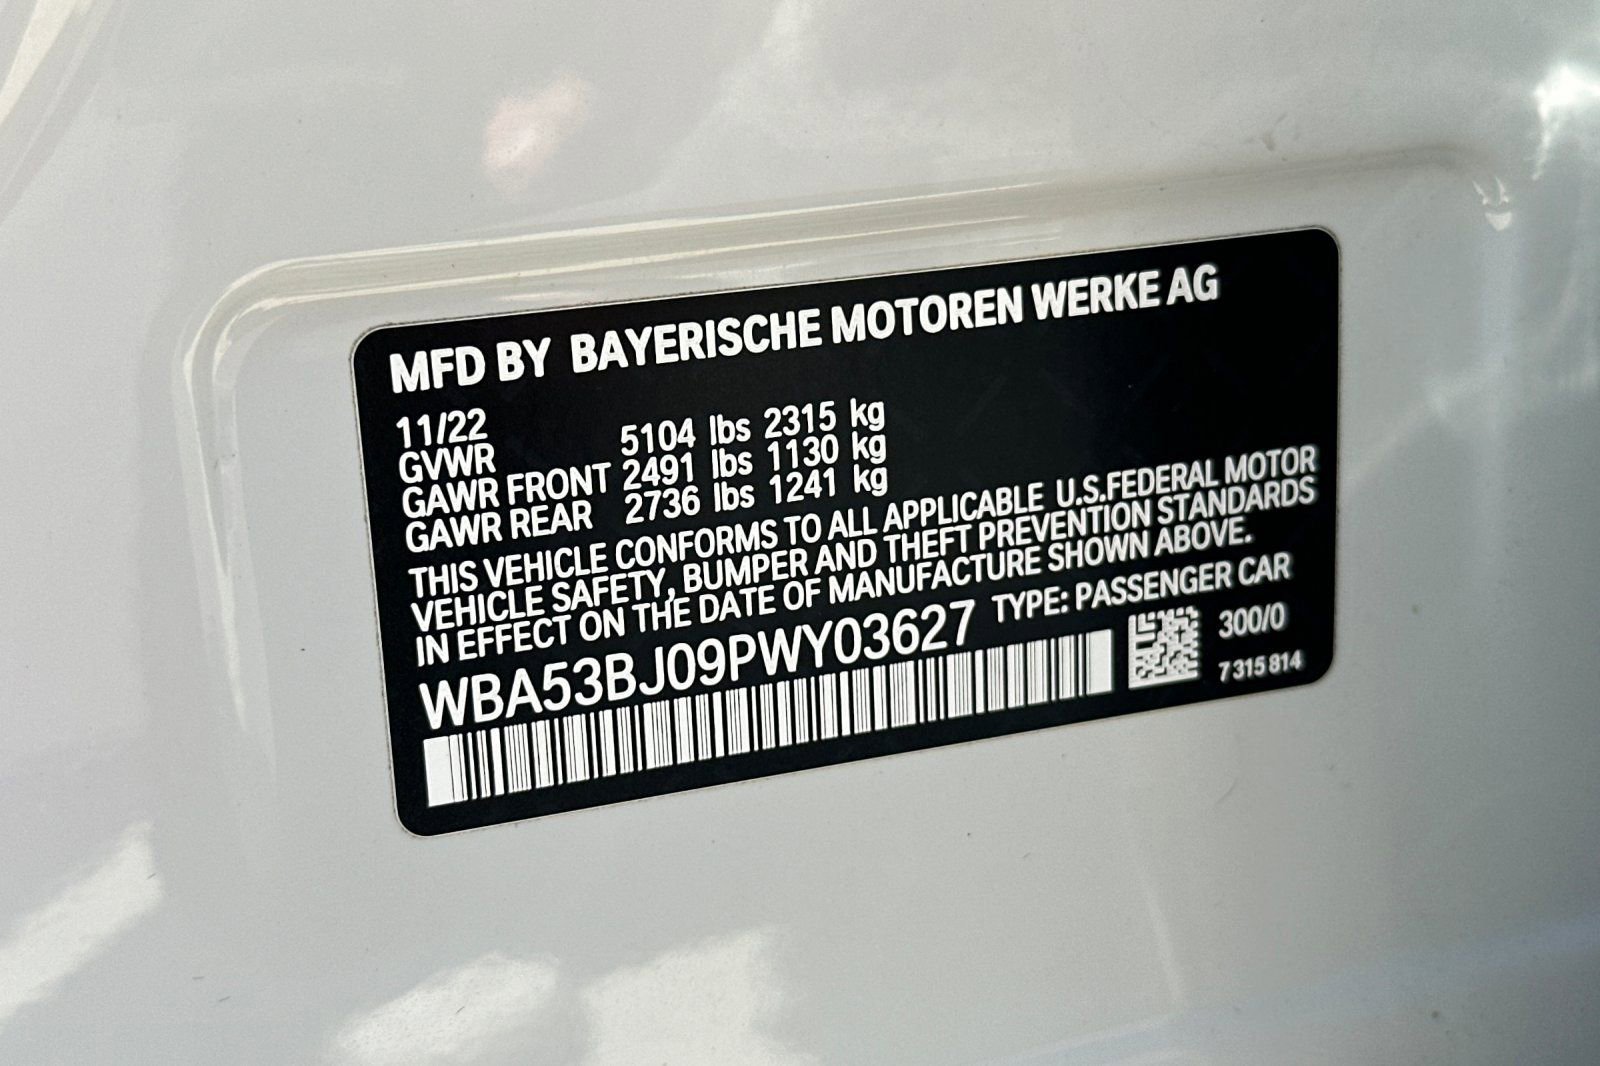 MFD BY BAYERISCHE MOTOREN WERKE AG
11/22
GVWR 5104 lbs 2315 kg
GAWR FRONT 2491 lbs 1130 kg
GAWR REAR 2736 lbs 1241 kg
THIS VEHICLE CONFORMS TO ALL APPLICABLE U.S.FEDERAL MOTOR
VEHICLE SAFETY, BUMPER AND THEFT PREVENTION STANDARDS
IN EFFECT ON THE DATE OF MANUFACTURE SHOWN ABOVE.
WBA53BJ09PWY03627 TYPE: PASSENGER CAR
300/0
7 315 814